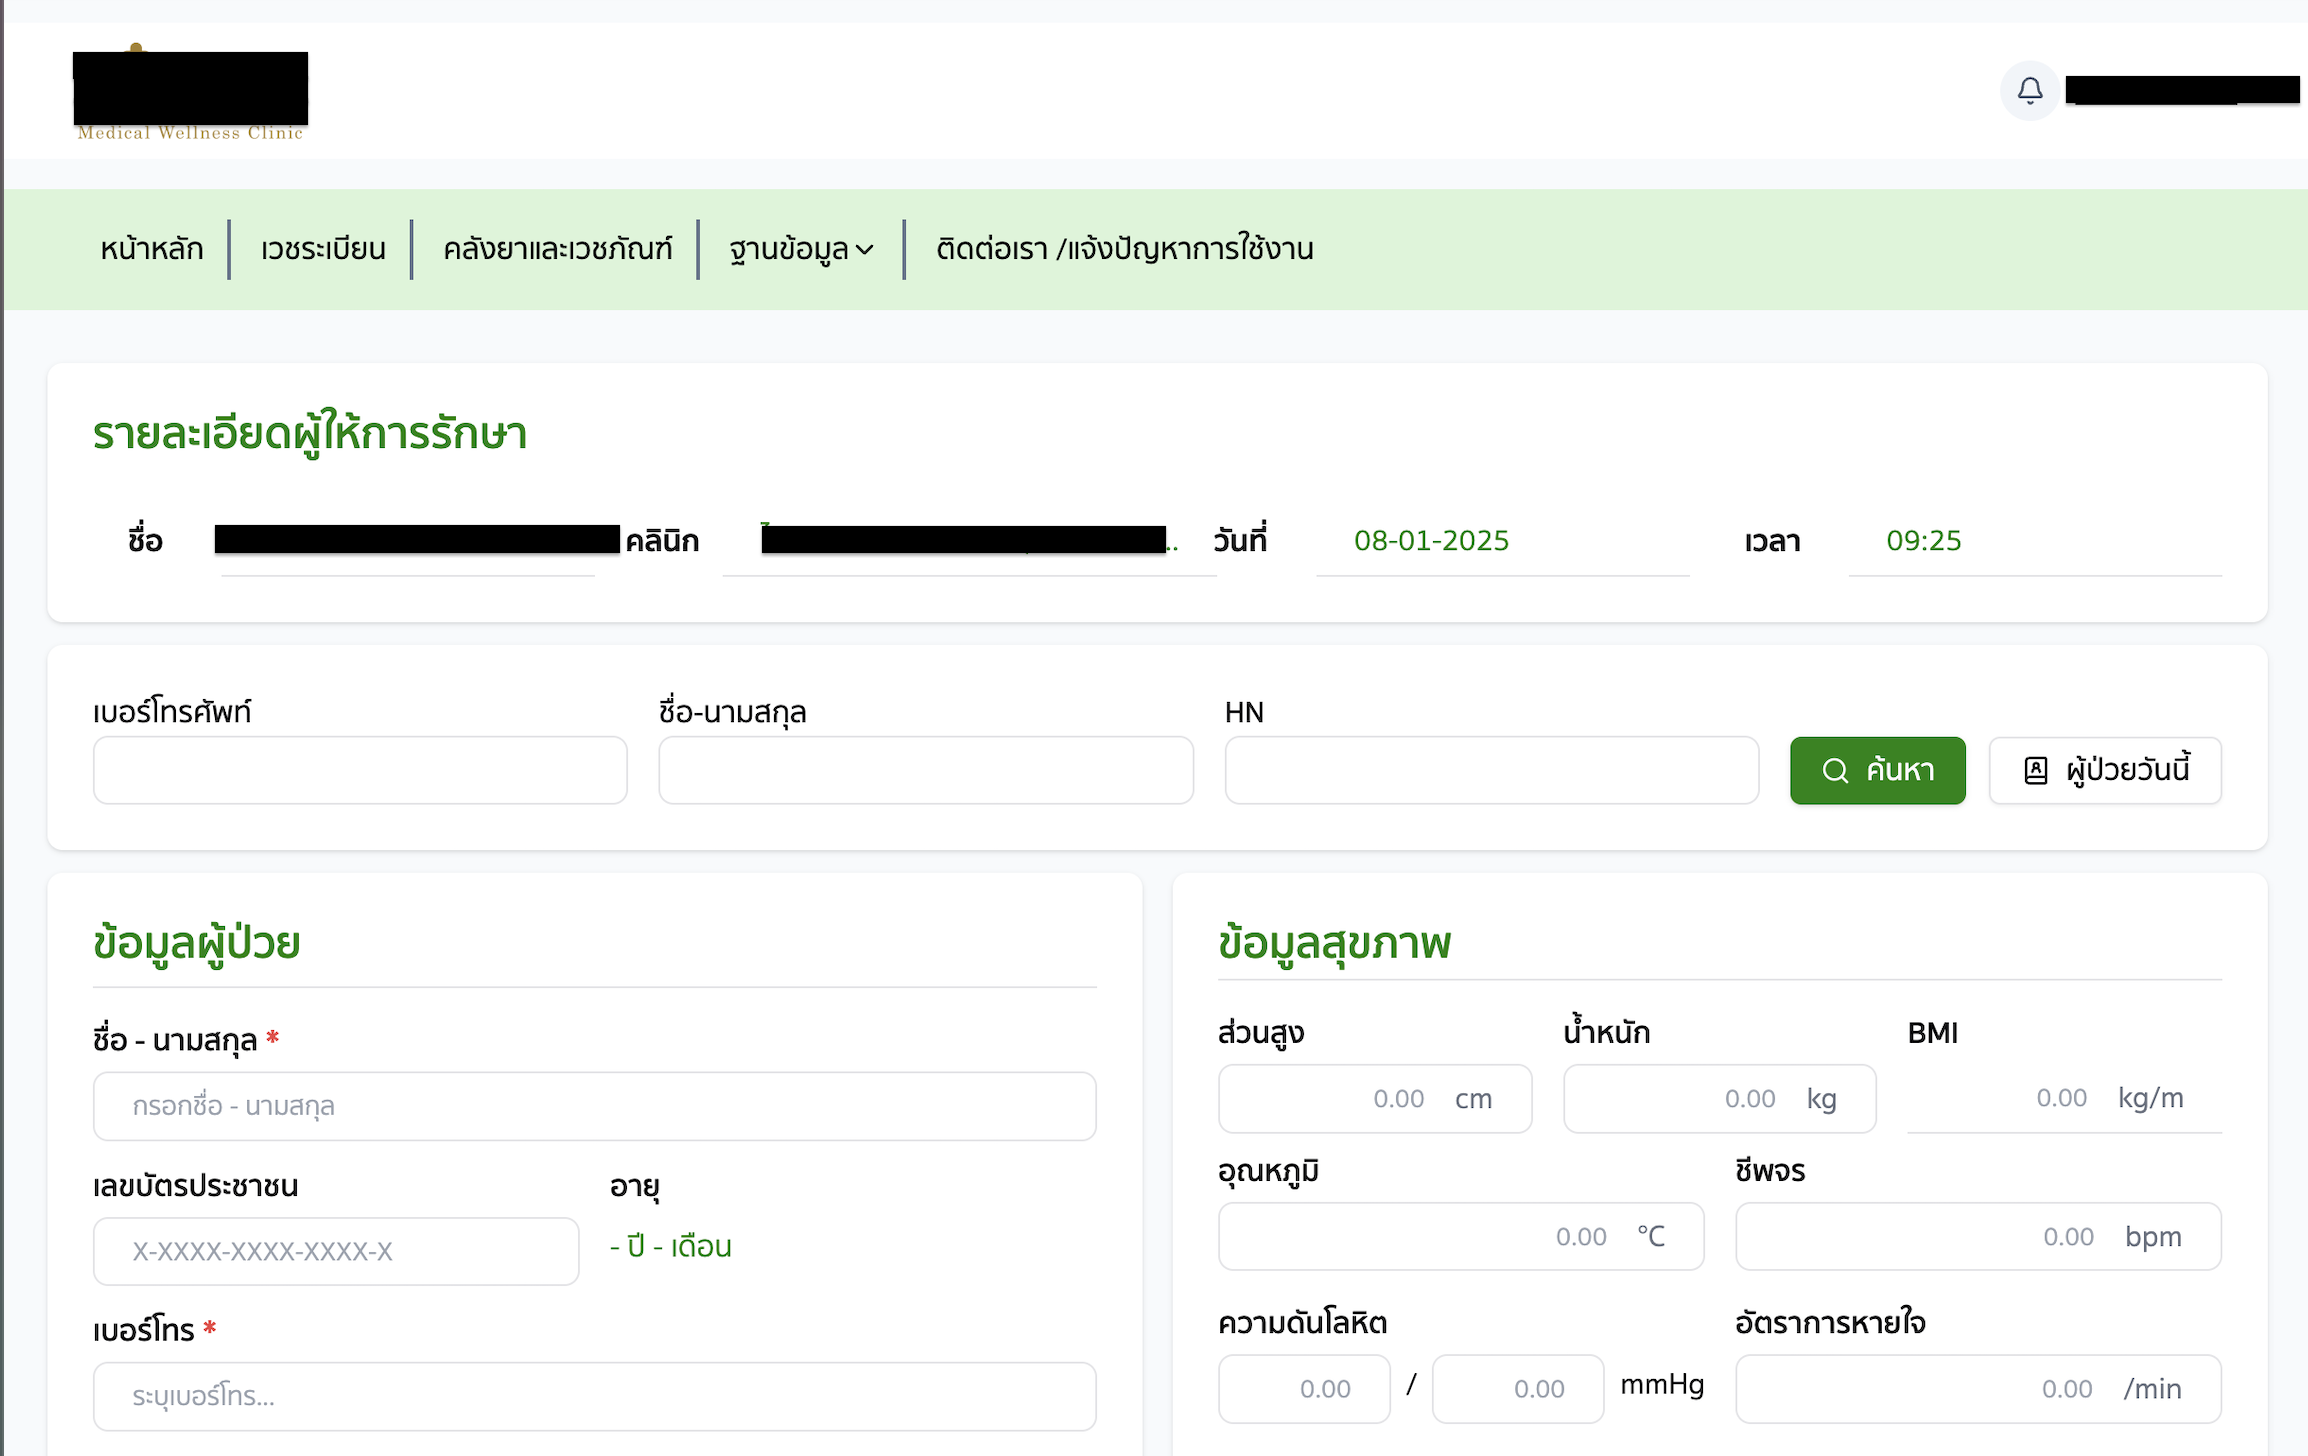 Medical Wellness Clinic
หน้าหลัก เวชระเบียน คลังยาและเวชภัณฑ์ ฐานข้อมูล ติดต่อเรา /แจ้งปัญหาการใช้งาน
รายละเอียดผู้ให้การรักษา
ชื่อ คลินิก .. วันที่ 08-01-2025 เวลา 09:25
เบอร์โทรศัพท์ ชื่อ-นามสกุล HN
ค้นหา ผู้ป่วยวันนี้
ข้อมูลผู้ป่วย
ชื่อ - นามสกุล *
กรอกชื่อ - นามสกุล
เลขบัตรประชาชน อายุ
X-XXXX-XXXX-XXXX-X - ปี - เดือน
เบอร์โทร *
ระบุเบอร์โทร...
ข้อมูลสุขภาพ
ส่วนสูง น้ำหนัก BMI
0.00 cm 0.00 kg 0.00 kg/m
อุณหภูมิ ชีพจร
0.00 °C 0.00 bpm
ความดันโลหิต อัตราการหายใจ
0.00 / 0.00 mmHg 0.00 /min